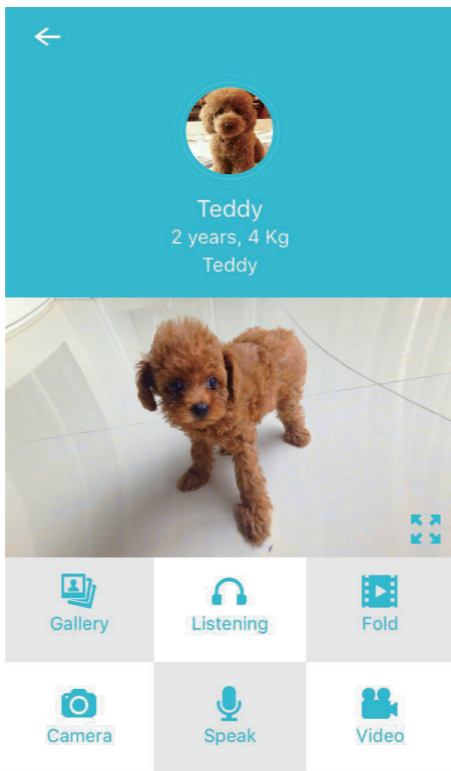 Teddy
2 years, 4 Kg
Teddy
Gallery
Listening
Fold
Camera
Speak
Video